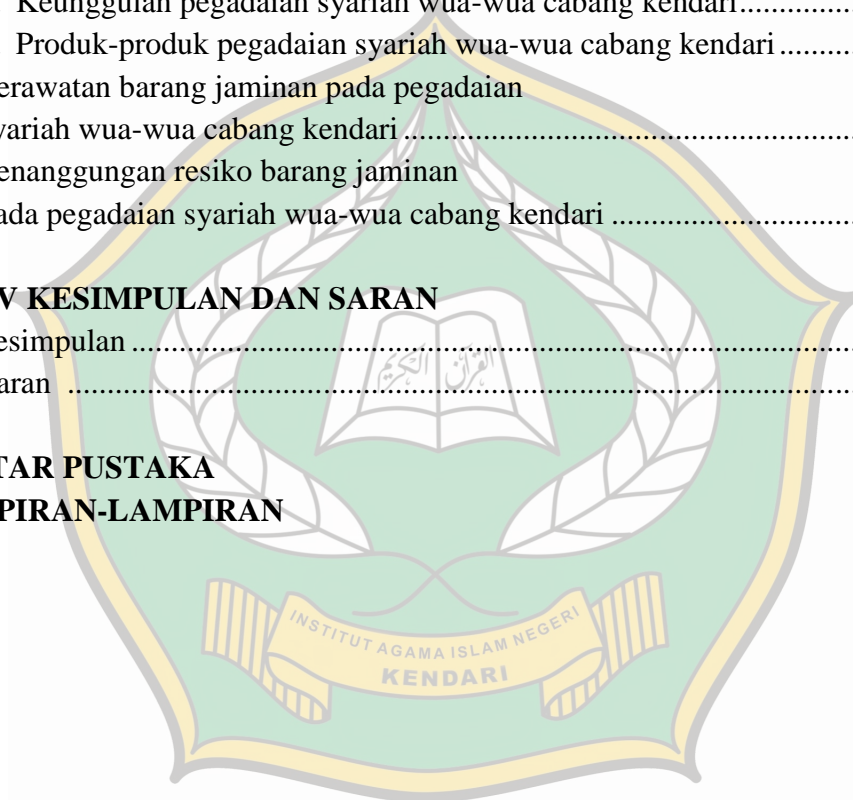 Keunggulan pegadaian syariah wua-wua cabang kendari..............
Produk-produk pegadaian syariah wua-wua cabang kendari..........
erawatan barang jaminan pada pegadaian
yariah wua-wua cabang kendari..........................................................
enanggungan resiko barang jaminan
ada pegadaian syariah wua-wua cabang kendari ...............................
V KESIMPULAN DAN SARAN
esimpulan...........................................................................................
aran ...................................................................................................
TAR PUSTAKA
PIRAN-LAMPIRAN
القرآن الكريم
INSTITUT AGAMA ISLAM NEGERI
KENDARI